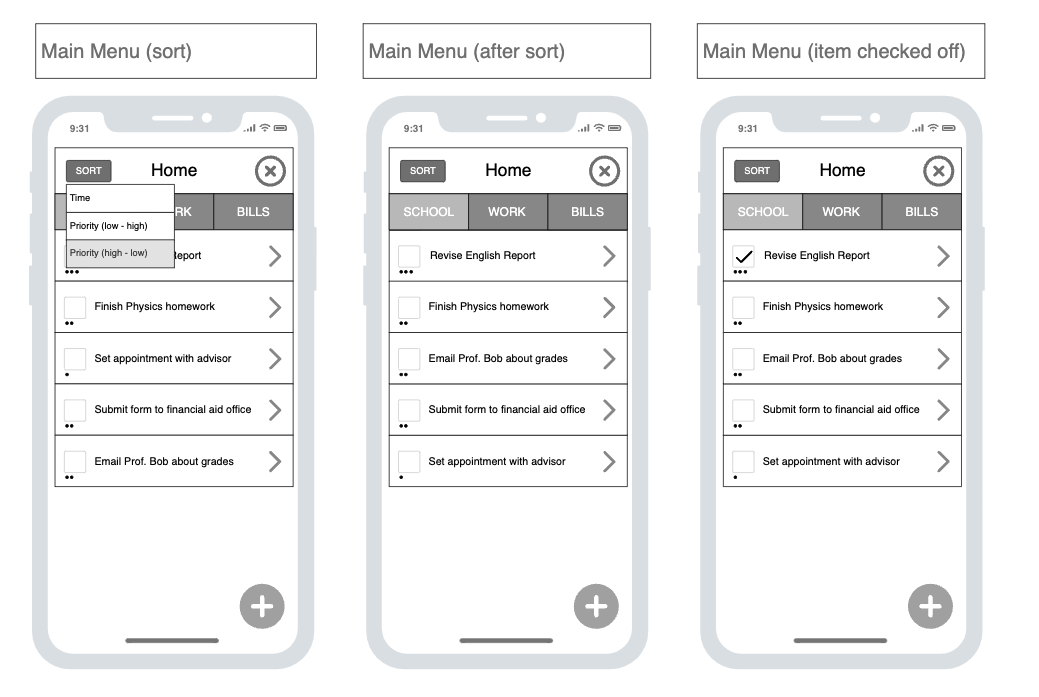 Main Menu (sort)
9:31
SORT
Home
Time
Priority (low - high)
Priority (high - low)
RK
BILLS
Report
Finish Physics homework
Set appointment with advisor
Submit form to financial aid office
Email Prof. Bob about grades
Main Menu (after sort)
9:31
SORT
Home
SCHOOL
WORK
BILLS
Revise English Report
Finish Physics homework
Email Prof. Bob about grades
Submit form to financial aid office
Set appointment with advisor
Main Menu (item checked off)
9:31
SORT
Home
SCHOOL
WORK
BILLS
Revise English Report
Finish Physics homework
Email Prof. Bob about grades
Submit form to financial aid office
Set appointment with advisor